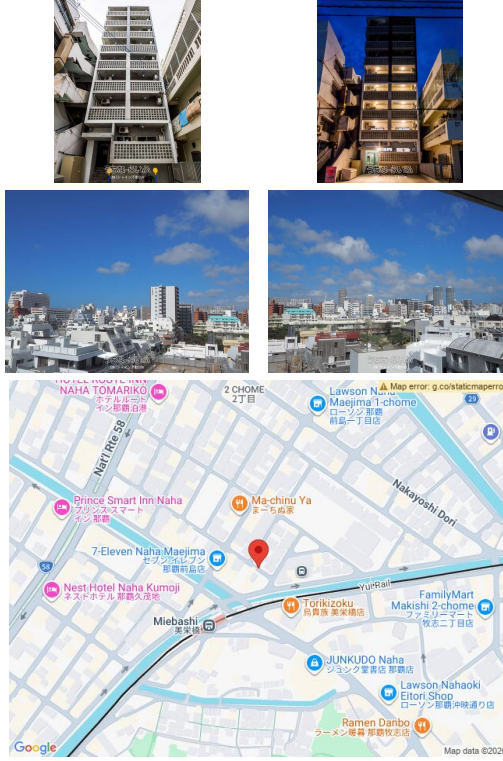 HOTEL ROUTE INN
NAHA TOMARIKO
ホテルルート
イン那覇泊港
2 CHOME
2丁目
Lawson Naha
Maejima 1-chome
ローソン 那覇
前島一丁目店
Map error: g.co/staticmaperro
29
Nat'l Rte 58
Nakayoshi Dori
Prince Smart Inn Naha
プリンス スマート
イン 那覇
Ma-chinu Ya
まーちぬ家
7-Eleven Naha Maejima
セブン-イレブン
那覇前島店
58
Nest Hotel Naha Kumoji
ネストホテル 那覇久茂地
Yui Rail
Torikizoku
鳥貴族 美栄橋店
FamilyMart
Makishi 2-chome
ファミリーマート
牧志二丁目店
Miebashi
美栄橋
JUNKUDO Naha
ジュンク堂書店 那覇店
Lawson Nahaoki
Eitori Shop
ローソン那覇沖映通り店
Ramen Danbo
ラーメン暖暮 那覇牧志店
Google
Map data ©2026